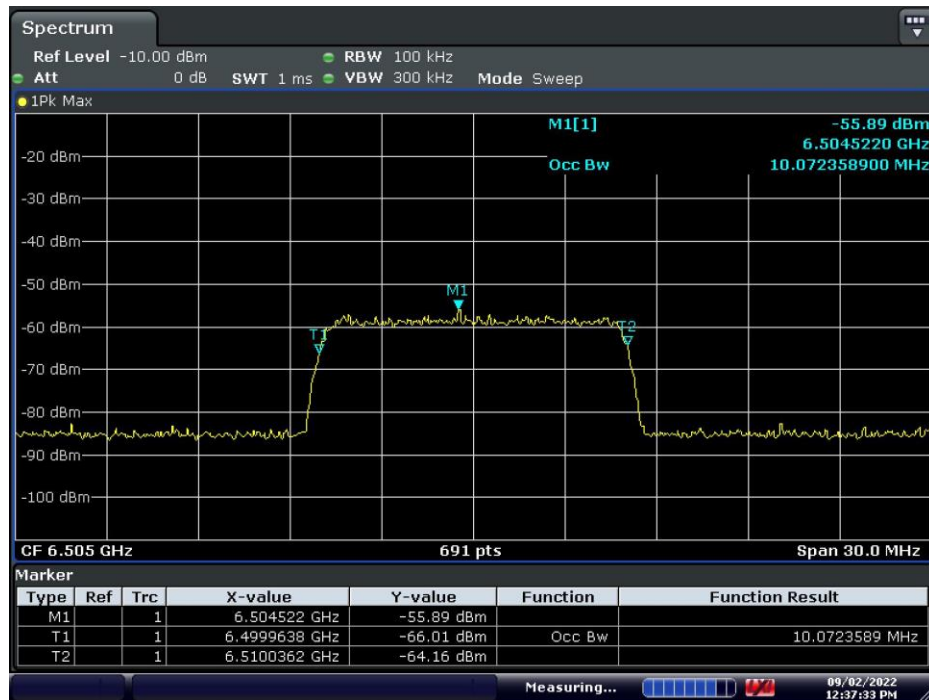 Spectrum
Ref Level -10.00 dBm RBW 100 kHz
Att 0 dB SWT 1 ms VBW 300 kHz Mode Sweep
1Pk Max
M1[1] -55.89 dBm
6.5045220 GHz
-20 dBm
Occ Bw 10.072358900 MHz
-30 dBm
-40 dBm
-50 dBm
M1
-60 dBm
T1 T2
-70 dBm
-80 dBm
-90 dBm
-100 dBm
CF 6.505 GHz 691 pts Span 30.0 MHz
Marker
Type Ref Trc X-value Y-value Function Function Result
M1 1 6.504522 GHz -55.89 dBm
T1 1 6.4999638 GHz -66.01 dBm Occ Bw 10.0723589 MHz
T2 1 6.5100362 GHz -64.16 dBm
Measuring... 09/02/2022
12:37:33 PM